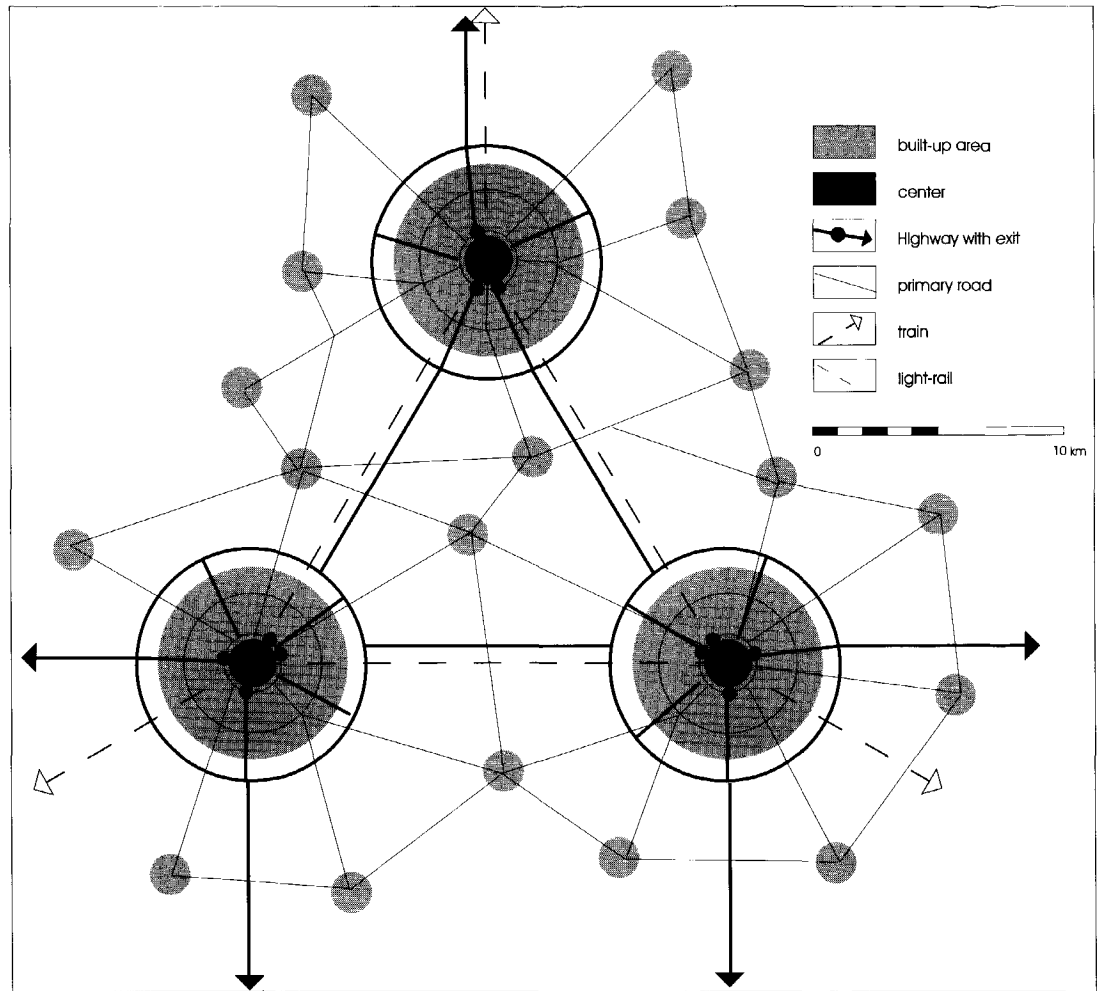 built-up area
center
Highway with exit
primary road
train
light-rail
0 10 km